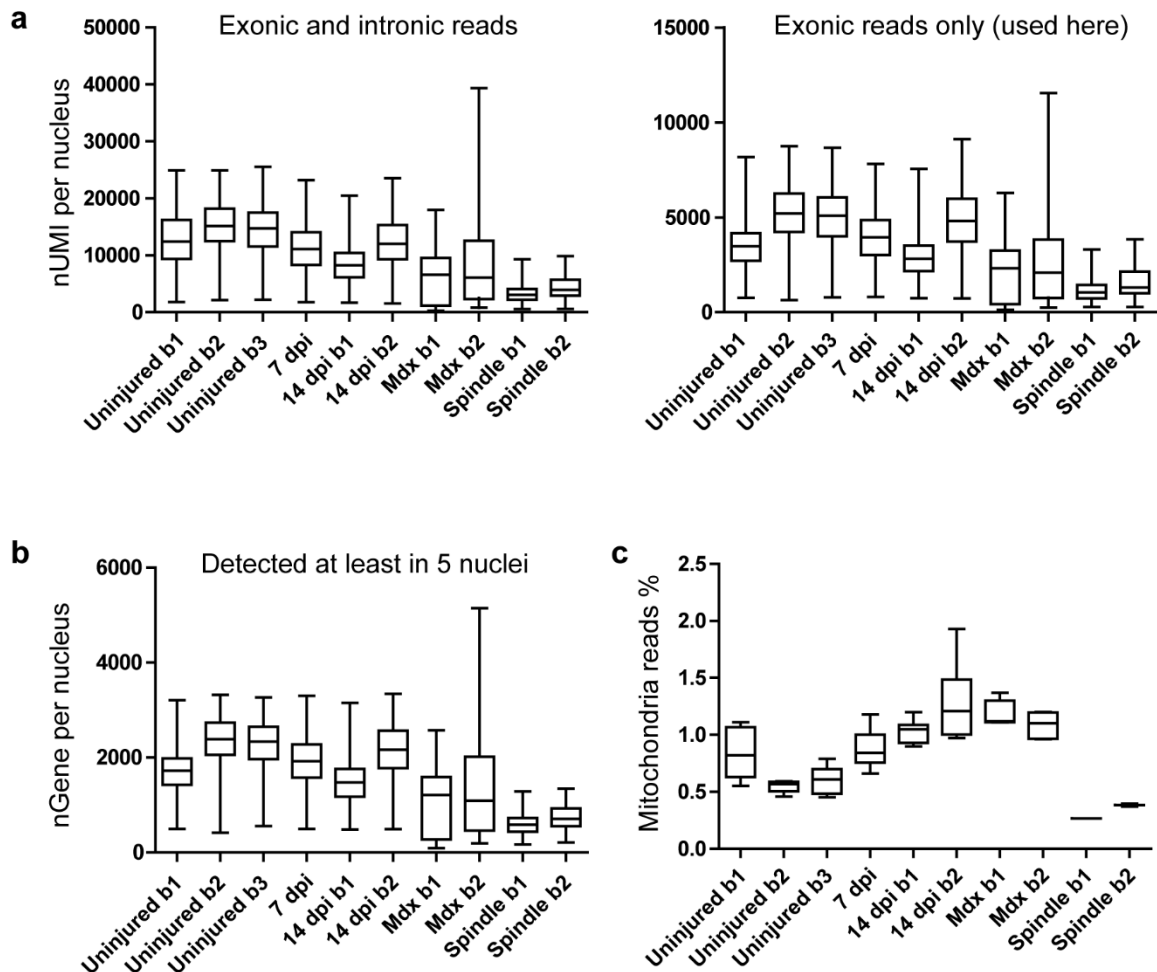 a
Exonic and intronic reads
nUMI per nucleus
50000
40000
30000
20000
10000
0
Uninjured b1
Uninjured b2
Uninjured b3
7 dpi
14 dpi b1
14 dpi b2
Mdx b1
Mdx b2
Spindle b1
Spindle b2
Exonic reads only (used here)
15000
10000
5000
0
Uninjured b1
Uninjured b2
Uninjured b3
7 dpi
14 dpi b1
14 dpi b2
Mdx b1
Mdx b2
Spindle b1
Spindle b2
b
Detected at least in 5 nuclei
nGene per nucleus
6000
4000
2000
0
Uninjured b1
Uninjured b2
Uninjured b3
7 dpi
14 dpi b1
14 dpi b2
Mdx b1
Mdx b2
Spindle b1
Spindle b2
c
Mitochondria reads %
2.5
2.0
1.5
1.0
0.5
0.0
Uninjured b1
Uninjured b2
Uninjured b3
7 dpi
14 dpi b1
14 dpi b2
Mdx b1
Mdx b2
Spindle b1
Spindle b2